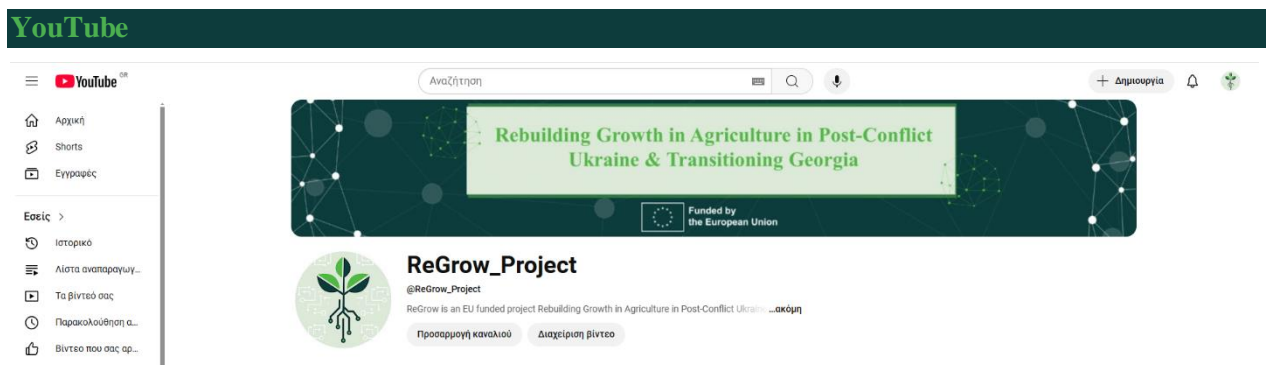 YouTube
YouTube GR
Αναζήτηση
Δημιουργία
Αρχική
Shorts
Εγγραφές
Εσείς >
Ιστορικό
Λίστα αναπαραγωγ...
Τα βίντεό σας
Παρακολούθηση α...
Βίντεο που σας αρ...
Rebuilding Growth in Agriculture in Post-Conflict
Ukraine & Transitioning Georgia
Funded by
the European Union
ReGrow_Project
@ReGrow_Project
ReGrow is an EU funded project Rebuilding Growth in Agriculture in Post-Conflict Ukraine ...ακόμη
Προσαρμογή καναλιού Διαχείριση βίντεο